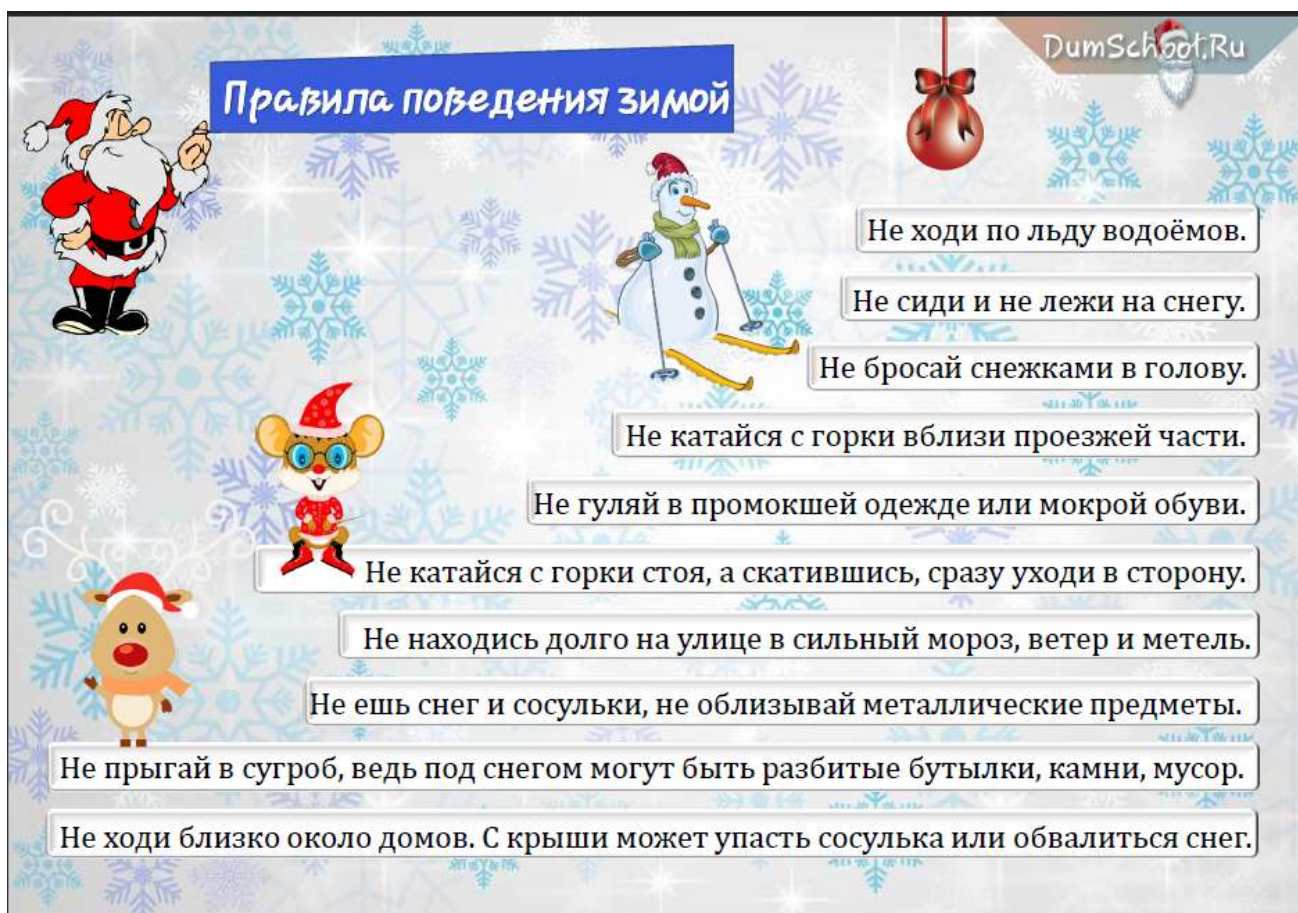 DumSchool.Ru
Правила поведения зимой
Не ходи по льду водоёмов.
Не сиди и не лежи на снегу.
Не бросай снежками в голову.
Не катайся с горки вблизи проезжей части.
Не гуляй в промокшей одежде или мокрой обуви.
Не катайся с горки стоя, а скатившись, сразу уходи в сторону.
Не находись долго на улице в сильный мороз, ветер и метель.
Не ешь снег и сосульки, не облизывай металлические предметы.
Не прыгай в сугроб, ведь под снегом могут быть разбитые бутылки, камни, мусор.
Не ходи близко около домов. С крыши может упасть сосулька или обвалиться снег.